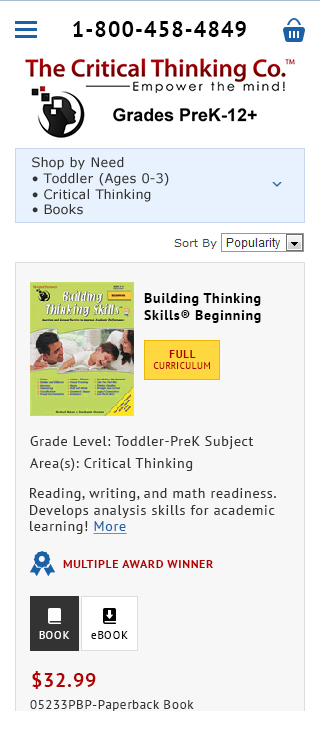 1-800-458-4849
The Critical Thinking Co.™
Empower the mind!
Grades PreK-12+
Shop by Need
• Toddler (Ages 0-3)
• Critical Thinking
• Books
Sort By Popularity
Building Thinking Skills
Building Thinking
Skills® Beginning
FULL
CURRICULUM
Grade Level: Toddler-PreK Subject
Area(s): Critical Thinking
Reading, writing, and math readiness.
Develops analysis skills for academic
learning! More
MULTIPLE AWARD WINNER
BOOK eBOOK
$32.99
05233PBP-Paperback Book